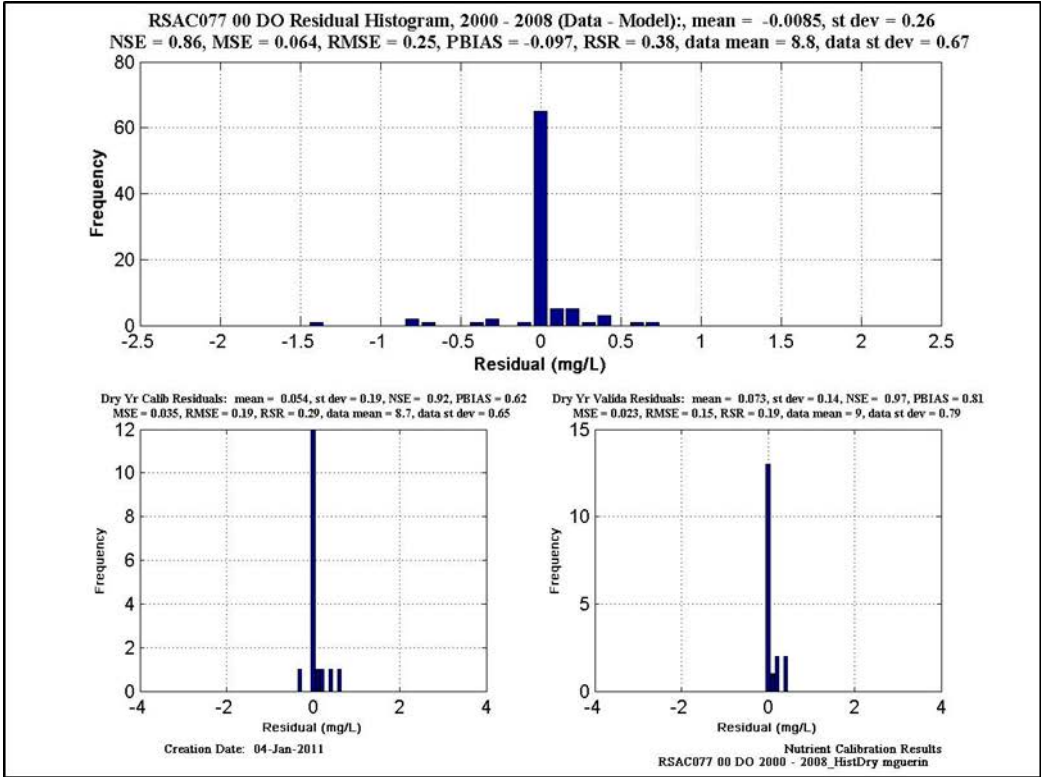 RSAC077 00 DO Residual Histogram, 2000 - 2008 (Data - Model):, mean = -0.0085, st dev = 0.26
NSE = 0.86, MSE = 0.064, RMSE = 0.25, PBIAS = -0.097, RSR = 0.38, data mean = 8.8, data st dev = 0.67
80
60
40
20
0
Frequency
-2.5 -2 -1.5 -1 -0.5 0 0.5 1 1.5 2 2.5
Residual (mg/L)
Dry Yr Calib Residuals: mean = 0.054, st dev = 0.19, NSE = 0.92, PBIAS = 0.62
MSE = 0.035, RMSE = 0.19, RSR = 0.29, data mean = 8.7, data st dev = 0.65
12
10
8
6
4
2
0
Frequency
-4 -2 0 2 4
Residual (mg/L)
Dry Yr Valida Residuals: mean = 0.073, st dev = 0.14, NSE = 0.97, PBIAS = 0.81
MSE = 0.023, RMSE = 0.15, RSR = 0.19, data mean = 9, data st dev = 0.79
15
10
5
0
Frequency
-4 -2 0 2 4
Residual (mg/L)
Creation Date: 04-Jan-2011
Nutrient Calibration Results
RSAC077 00 DO 2000 - 2008_HistDry mguerin